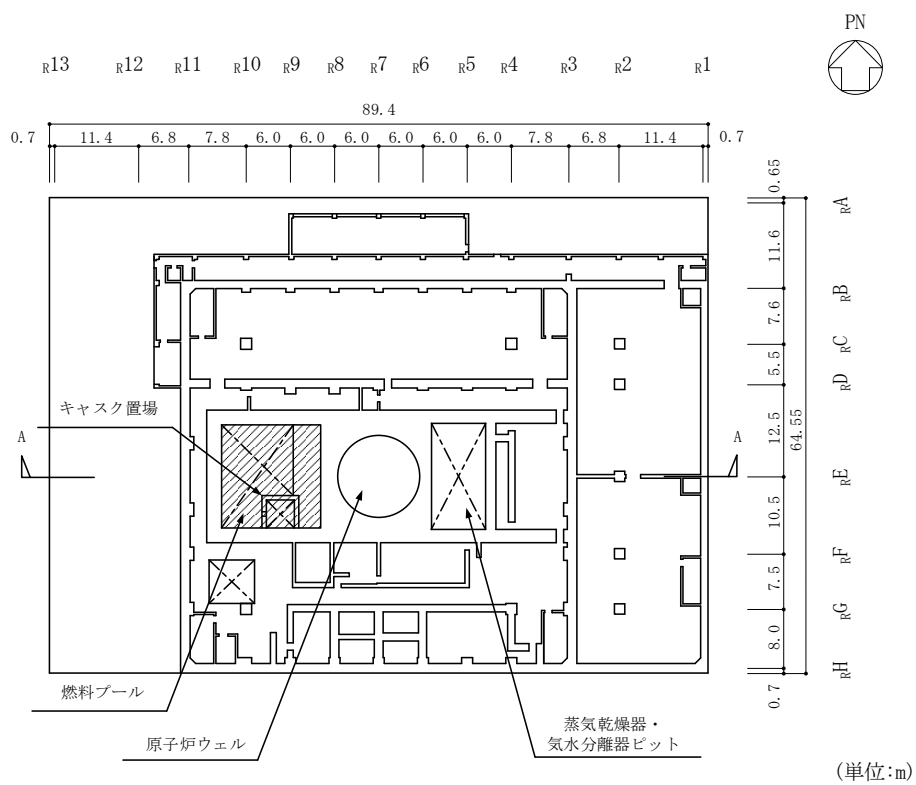 PN
R13 R12 R11 R10 R9 R8 R7 R6 R5 R4 R3 R2 R1
89.4
0.7 11.4 6.8 7.8 6.0 6.0 6.0 6.0 6.0 6.0 7.8 6.8 11.4 0.7
0.65
RA
11.6
RB
7.6
RC
5.5
RD
12.5
64.55
RE
10.5
RF
7.5
RG
8.0
RH
0.7
キャスク置場
A
A
燃料プール
原子炉ウェル
蒸気乾燥器・
気水分離器ピット
(単位:m)